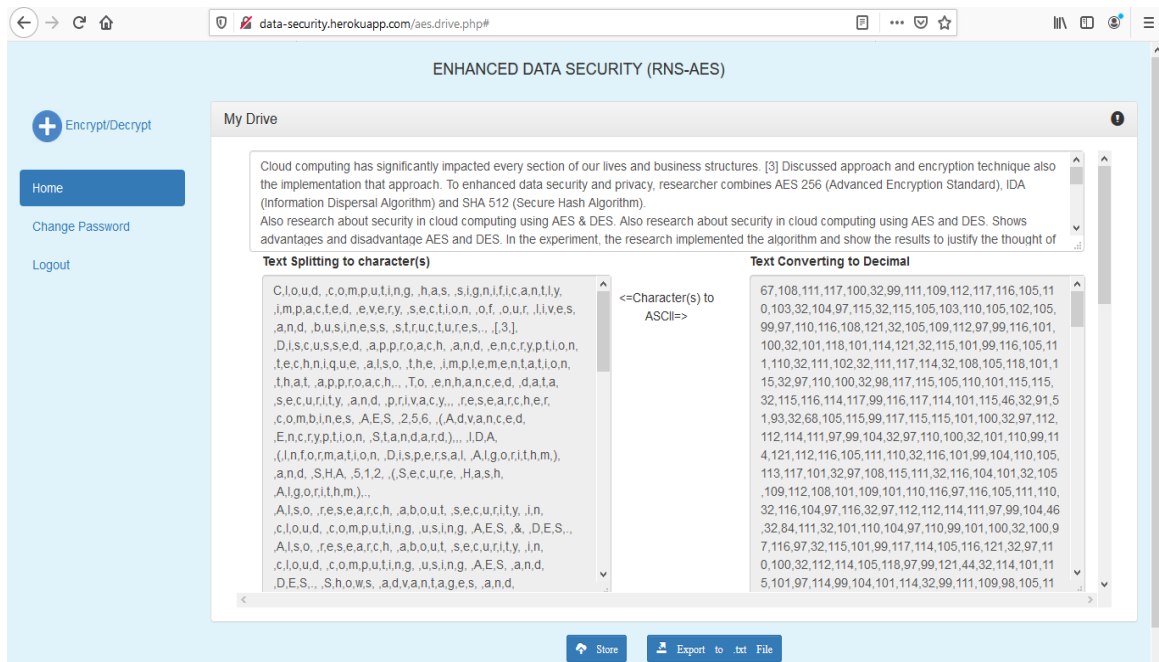 data-security.herokuapp.com/aes.drive.php#
ENHANCED DATA SECURITY (RNS-AES)
Encrypt/Decrypt
Home
Change Password
Logout
My Drive
Cloud computing has significantly impacted every section of our lives and business structures. [3] Discussed approach and encryption technique also
the implementation that approach. To enhanced data security and privacy, researcher combines AES 256 (Advanced Encryption Standard), IDA
(Information Dispersal Algorithm) and SHA 512 (Secure Hash Algorithm).
Also research about security in cloud computing using AES & DES. Also research about security in cloud computing using AES and DES. Shows
advantages and disadvantage AES and DES. In the experiment, the research implemented the algorithm and show the results to justify the thought of
Text Splitting to character(s)
C,l,o,u,d, ,c,o,m,p,u,t,i,n,g, ,h,a,s, ,s,i,g,n,i,f,i,c,a,n,t,l,y,
,i,m,p,a,c,t,e,d, ,e,v,e,r,y, ,s,e,c,t,i,o,n, ,o,f, ,o,u,r, ,l,i,v,e,s,
,a,n,d, ,b,u,s,i,n,e,s,s, ,s,t,r,u,c,t,u,r,e,s,., ,[,3,],
,D,i,s,c,u,s,s,e,d, ,a,p,p,r,o,a,c,h, ,a,n,d, ,e,n,c,r,y,p,t,i,o,n,
,t,e,c,h,n,i,q,u,e, ,a,l,s,o, ,t,h,e, ,i,m,p,l,e,m,e,n,t,a,t,i,o,n,
,t,h,a,t, ,a,p,p,r,o,a,c,h,., ,T,o, ,e,n,h,a,n,c,e,d, ,d,a,t,a,
,s,e,c,u,r,i,t,y, ,a,n,d, ,p,r,i,v,a,c,y,,, ,r,e,s,e,a,r,c,h,e,r,
,c,o,m,b,i,n,e,s, ,A,E,S, ,2,5,6, ,(,A,d,v,a,n,c,e,d,
,E,n,c,r,y,p,t,i,o,n, ,S,t,a,n,d,a,r,d,),,, ,I,D,A,
,(,I,n,f,o,r,m,a,t,i,o,n, ,D,i,s,p,e,r,s,a,l, ,A,l,g,o,r,i,t,h,m,),
,a,n,d, ,S,H,A, ,5,1,2, ,(,S,e,c,u,r,e, ,H,a,s,h,
,A,l,g,o,r,i,t,h,m,),.,
,A,l,s,o, ,r,e,s,e,a,r,c,h, ,a,b,o,u,t, ,s,e,c,u,r,i,t,y, ,i,n,
,c,l,o,u,d, ,c,o,m,p,u,t,i,n,g, ,u,s,i,n,g, ,A,E,S, ,&, ,D,E,S,.,
,A,l,s,o, ,r,e,s,e,a,r,c,h, ,a,b,o,u,t, ,s,e,c,u,r,i,t,y, ,i,n,
,c,l,o,u,d, ,c,o,m,p,u,t,i,n,g, ,u,s,i,n,g, ,A,E,S, ,a,n,d,
,D,E,S,., ,S,h,o,w,s, ,a,d,v,a,n,t,a,g,e,s, ,a,n,d,
<=Character(s) to
ASCII=>
Text Converting to Decimal
67,108,111,117,100,32,99,111,109,112,117,116,105,11
0,103,32,104,97,115,32,115,105,103,110,105,102,105,
99,97,110,116,108,121,32,105,109,112,97,99,116,101,
100,32,101,118,101,114,121,32,115,101,99,116,105,11
1,110,32,111,102,32,111,117,114,32,108,105,118,101,1
15,32,97,110,100,32,98,117,115,105,110,101,115,115,
32,115,116,114,117,99,116,117,114,101,115,46,32,91,5
1,93,32,68,105,115,99,117,115,115,101,100,32,97,112,
112,114,111,97,99,104,32,97,110,100,32,101,110,99,11
4,121,112,116,105,111,110,32,116,101,99,104,110,105,
113,117,101,32,97,108,115,111,32,116,104,101,32,105
,109,112,108,101,109,101,110,116,97,116,105,111,110,
32,116,104,97,116,32,97,112,112,114,111,97,99,104,46
,32,84,111,32,101,110,104,97,110,99,101,100,32,100,9
7,116,97,32,115,101,99,117,114,105,116,121,32,97,11
0,100,32,112,114,105,118,97,99,121,44,32,114,101,11
5,101,97,114,99,104,101,114,32,99,111,109,98,105,11
Store
Export to .txt File